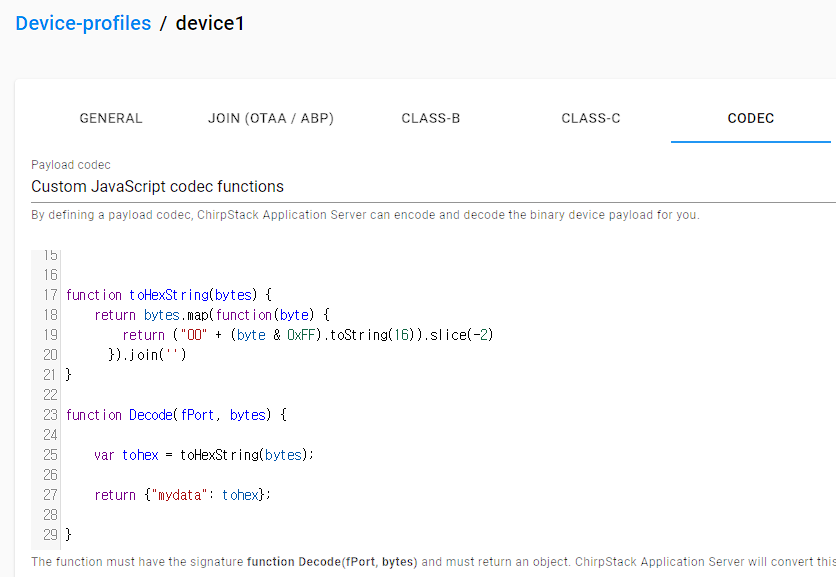 Device-profiles / device1
GENERAL JOIN (OTAA / ABP) CLASS-B CLASS-C CODEC
Payload codec
Custom JavaScript codec functions
By defining a payload codec, ChirpStack Application Server can encode and decode the binary device payload for you.
15
16
17 function toHexString(bytes) {
18     return bytes.map(function(byte) {
19         return ("00" + (byte & 0xFF).toString(16)).slice(-2)
20       }).join('')
21 }
22
23 function Decode(fPort, bytes) {
24
25     var tohex = toHexString(bytes);
26
27     return {"mydata": tohex};
28
29 }
The function must have the signature function Decode(fPort, bytes) and must return an object. ChirpStack Application Server will convert this